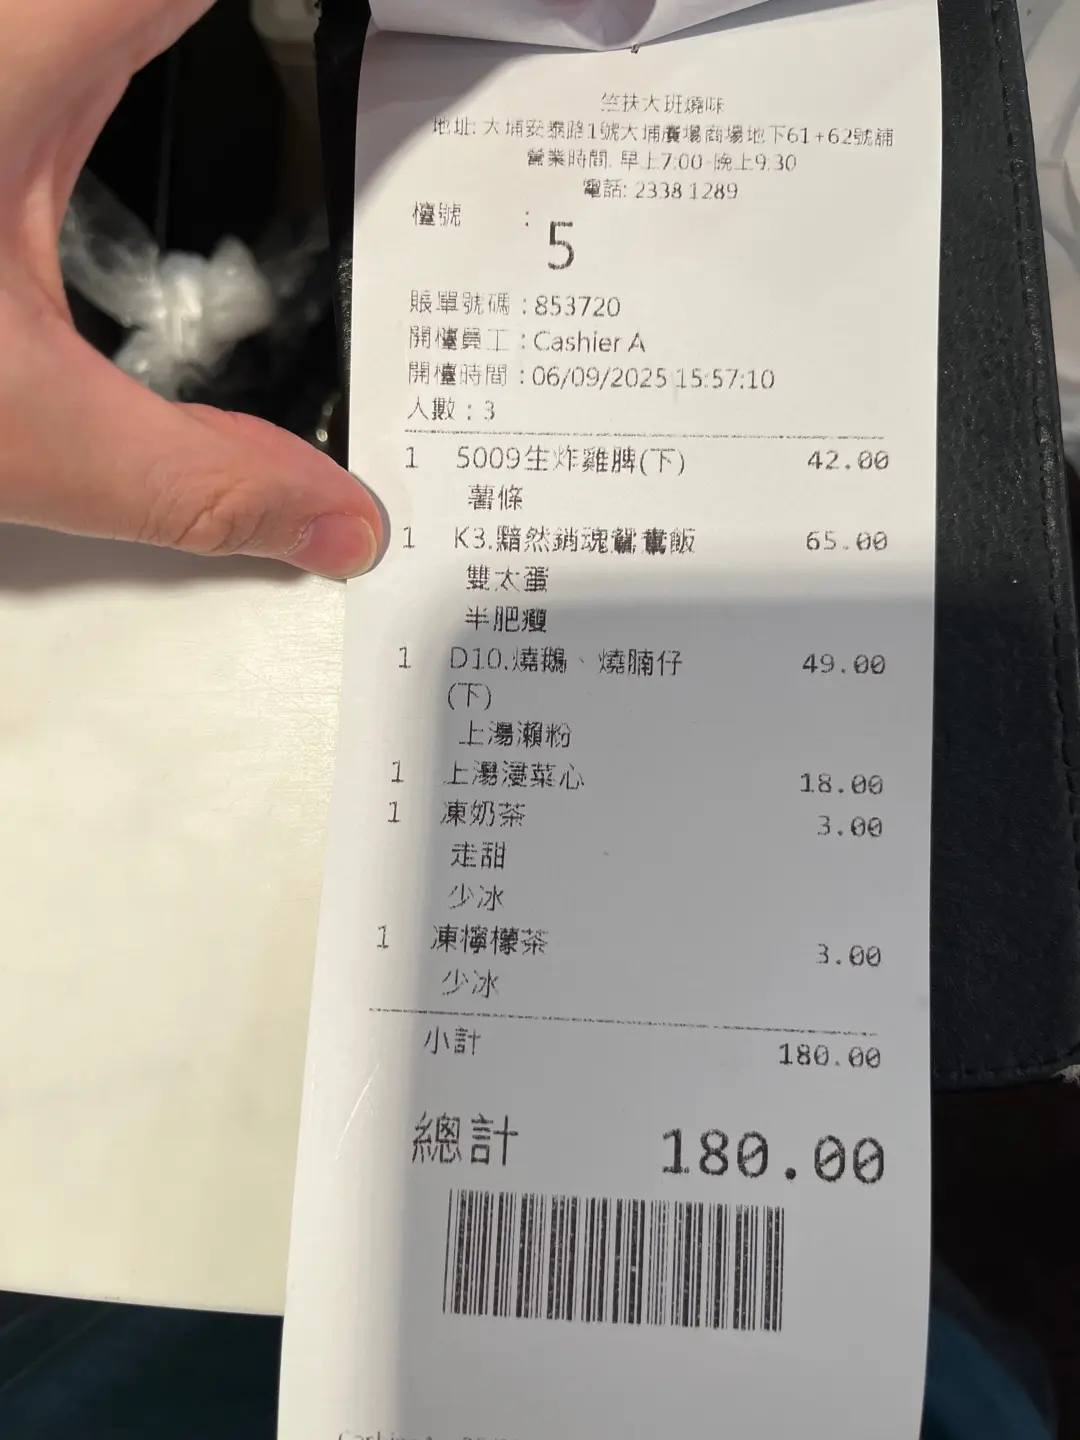 竺扶大班燒味
地址: 大埔安泰路1號大埔廣場商場地下61+62號舖
營業時間: 早上7:00-晚上9:30
電話: 2338 1289
檯號 : 5
賬單號碼 : 853720
開檯員工 : Cashier A
開檯時間 : 06/09/2025 15:57:10
人數 : 3
1 5009生炸雞脾(下) 42.00
薯條
1 K3.黯然銷魂鴛鴦飯 65.00
雙太蛋
半肥瘦
1 D10.燒鵝、燒腩仔 49.00
(下)
上湯瀨粉
1 上湯浸菜心 18.00
1 凍奶茶 3.00
走甜
少冰
1 凍檸檬茶 3.00
少冰
小計 180.00
總計 180.00